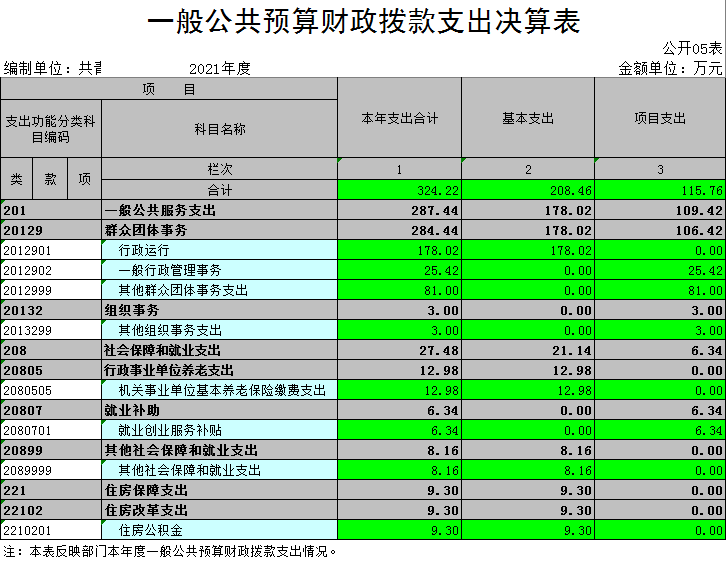 一般公共预算财政拨款支出决算表
公开05表
编制单位：共青 2021年度 金额单位：万元
项 目 本年支出合计 基本支出 项目支出
支出功能分类科目编码 科目名称
类 款 项 栏次 1 2 3
合计 324.22 208.46 115.76
201 一般公共服务支出 287.44 178.02 109.42
20129 群众团体事务 284.44 178.02 106.42
2012901 行政运行 178.02 178.02 0.00
2012902 一般行政管理事务 25.42 0.00 25.42
2012999 其他群众团体事务支出 81.00 0.00 81.00
20132 组织事务 3.00 0.00 3.00
2013299 其他组织事务支出 3.00 0.00 3.00
208 社会保障和就业支出 27.48 21.14 6.34
20805 行政事业单位养老支出 12.98 12.98 0.00
2080505 机关事业单位基本养老保险缴费支出 12.98 12.98 0.00
20807 就业补助 6.34 0.00 6.34
2080701 就业创业服务补贴 6.34 0.00 6.34
20899 其他社会保障和就业支出 8.16 8.16 0.00
2089999 其他社会保障和就业支出 8.16 8.16 0.00
221 住房保障支出 9.30 9.30 0.00
22102 住房改革支出 9.30 9.30 0.00
2210201 住房公积金 9.30 9.30 0.00
注：本表反映部门本年度一般公共预算财政拨款支出情况。